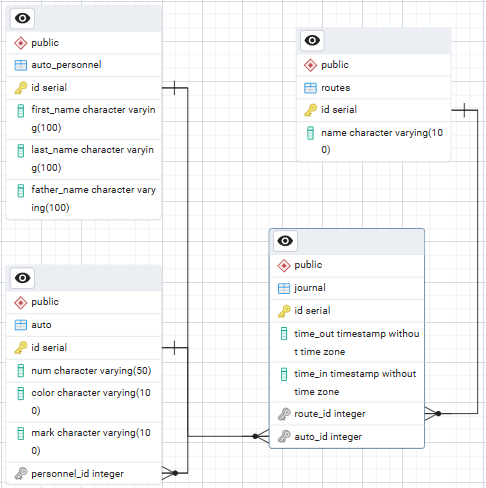 public
auto_personnel
id serial
first_name character varyin
g(100)
last_name character varyin
g(100)
father_name character vary
ing(100)
public
routes
id serial
name character varying(10
0)
public
auto
id serial
num character varying(50)
color character varying(10
0)
mark character varying(10
0)
personnel_id integer
public
journal
id serial
time_out timestamp withou
t time zone
time_in timestamp without
time zone
route_id integer
auto_id integer